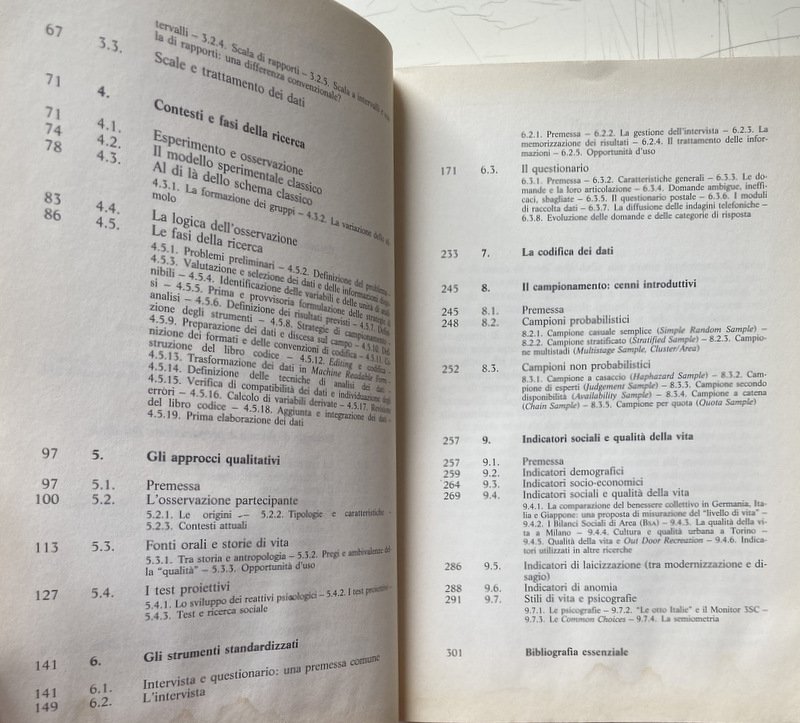 tervalli – 3.2.4. Scala di rapporti – 3.2.5. Scala a intervalli e
la di rapporti: una differenza convenzionale?
67 3.3. Scale e trattamento dei dati
71 4. Contesti e fasi della ricerca
71 4.1. Esperimento e osservazione
74 4.2. Il modello sperimentale classico
78 4.3. Al di là dello schema classico
4.3.1. La formazione dei gruppi – 4.3.2. La variazione dello
molo
83 4.4. La logica dell'osservazione
86 4.5. Le fasi della ricerca
4.5.1. Problemi preliminari – 4.5.2. Definizione del problema –
4.5.3. Valutazione e selezione dei dati e delle informazioni
nibili – 4.5.4. Identificazione delle variabili e delle unità di
si – 4.5.5. Prima e provvisoria formulazione delle strategie di
analisi – 4.5.6. Definizione dei risultati previsti – 4.5.7.
zione degli strumenti – 4.5.8. Strategie di campionamento –
4.5.9. Preparazione dei dati e discesa sul campo – 4.5.10.
nizione dei formati e delle convenzioni di codifica – 4.5.11.
struzione del libro codice – 4.5.12. Editing e codifica –
4.5.13. Trasformazione dei dati in Machine Readable Form –
4.5.14. Definizione delle tecniche di analisi dei dati –
4.5.15. Verifica di compatibilità dei dati e individuazione degli
errori – 4.5.16. Calcolo di variabili derivate – 4.5.17. Revisione
del libro codice – 4.5.18. Aggiunta e integrazione dei dati –
4.5.19. Prima elaborazione dei dati
97 5. Gli approcci qualitativi
97 5.1. Premessa
100 5.2. L'osservazione partecipante
5.2.1. Le origini – 5.2.2. Tipologie e caratteristiche –
5.2.3. Contesti attuali
113 5.3. Fonti orali e storie di vita
5.3.1. Tra storia e antropologia – 5.3.2. Pregi e ambivalente
la "qualità" – 5.3.3. Opportunità d'uso
127 5.4. I test proiettivi
5.4.1. Lo sviluppo dei reattivi psicologici – 5.4.2. I test proiettivi –
5.4.3. Test e ricerca sociale
141 6. Gli strumenti standardizzati
141 6.1. Intervista e questionario: una premessa comune
149 6.2. L'intervista
6.2.1. Premessa – 6.2.2. La gestione dell'intervista – 6.2.3. La
memorizzazione dei risultati – 6.2.4. Il trattamento delle infor-
mazioni – 6.2.5. Opportunità d'uso
171 6.3. Il questionario
6.3.1. Premessa – 6.3.2. Caratteristiche generali – 6.3.3. Le do-
mande e la loro articolazione – 6.3.4. Domande ambigue, ineffi-
caci, sbagliate – 6.3.5. Il questionario postale – 6.3.6. I moduli
di raccolta dati – 6.3.7. La diffusione delle indagini telefoniche –
6.3.8. Evoluzione delle domande e delle categorie di risposta
233 7. La codifica dei dati
245 8. Il campionamento: cenni introduttivi
245 8.1. Premessa
248 8.2. Campioni probabilistici
8.2.1. Campione casuale semplice (Simple Random Sample) –
8.2.2. Campione stratificato (Stratified Sample) – 8.2.3. Campio-
ne multistadi (Multistage Sample, Cluster/Area)
252 8.3. Campioni non probabilistici
8.3.1. Campione a casaccio (Haphazard Sample) – 8.3.2. Cam-
pione di esperti (Judgement Sample) – 8.3.3. Campione secondo
disponibilità (Availability Sample) – 8.3.4. Campione a catena
(Chain Sample) – 8.3.5. Campione per quota (Quota Sample)
257 9. Indicatori sociali e qualità della vita
257 9.1. Premessa
259 9.2. Indicatori demografici
264 9.3. Indicatori socio-economici
269 9.4. Indicatori sociali e qualità della vita
9.4.1. La comparazione del benessere collettivo in Germania, Ita-
lia e Giappone: una proposta di misurazione del "livello di vita" –
9.4.2. I Bilanci Sociali di Area (BSA) – 9.4.3. La qualità della vi-
ta a Milano – 9.4.4. Cultura e qualità urbana a Torino –
9.4.5. Qualità della vita e Out Door Recreation – 9.4.6. Indica-
tori utilizzati in altre ricerche
286 9.5. Indicatori di laicizzazione (tra modernizzazione e di-
sagio)
288 9.6. Indicatori di anomia
291 9.7. Stili di vita e psicografie
9.7.1. Le psicografie – 9.7.2. "Le otto Italie" e il Monitor 3SC –
9.7.3. Le Common Choices – 9.7.4. La semiometria
301 Bibliografia essenziale